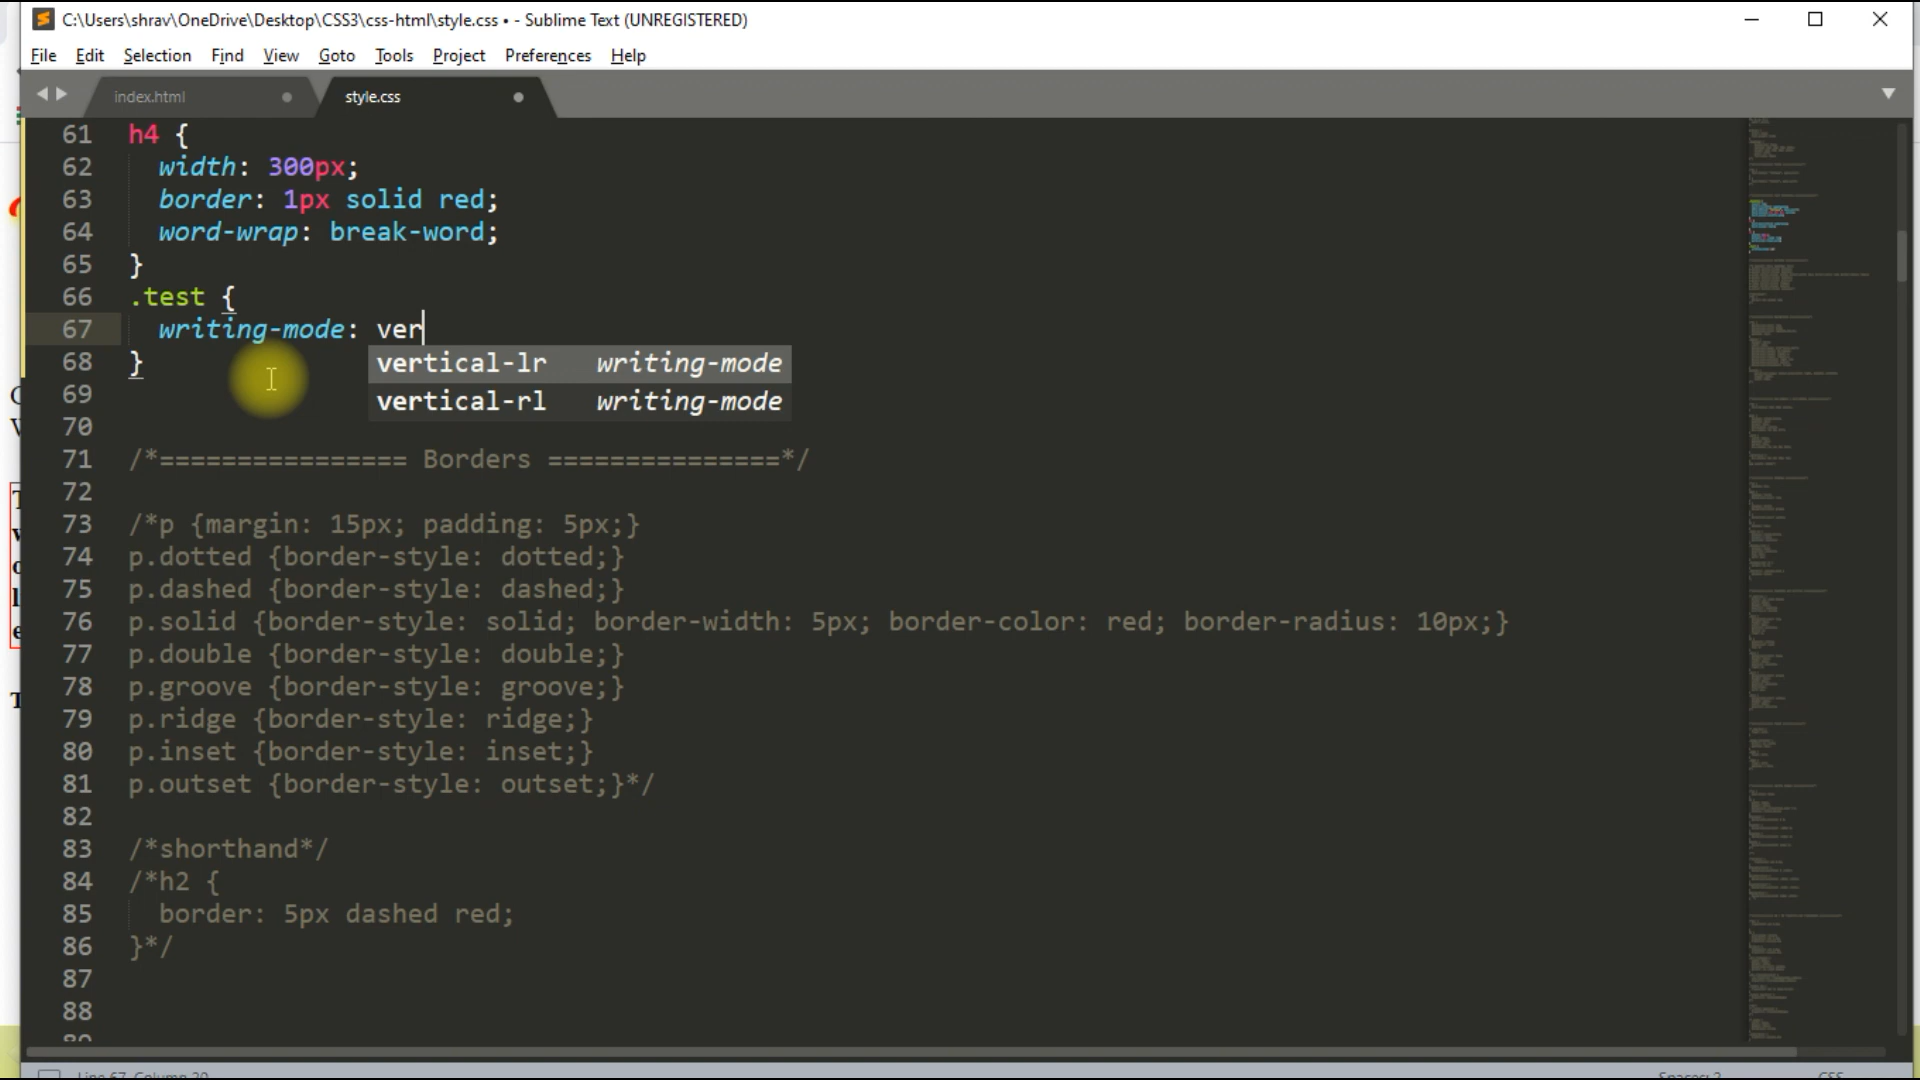 C:\Users\shrav\OneDrive\Desktop\CSS3\css-html\style.css • - Sublime Text (UNREGISTERED)
File Edit Selection Find View Goto Tools Project Preferences Help
index.html
style.css
61 h4 {
62 width: 300px;
63 border: 1px solid red;
64 word-wrap: break-word;
65 }
66 .test {
67 writing-mode: ver
vertical-lr writing-mode
68 }
69
vertical-rl writing-mode
70
71 /*================ Borders ===============*/
72
73 /*p {margin: 15px; padding: 5px;}
74 p.dotted {border-style: dotted;}
75 p.dashed {border-style: dashed;}
76 p.solid {border-style: solid; border-width: 5px; border-color: red; border-radius: 10px;}
77 p.double {border-style: double;}
78 p.groove {border-style: groove;}
79 p.ridge {border-style: ridge;}
80 p.inset {border-style: inset;}
81 p.outset {border-style: outset;}*/
82
83 /*shorthand*/
84 /*h2 {
85 border: 5px dashed red;
86 }*/
87
88